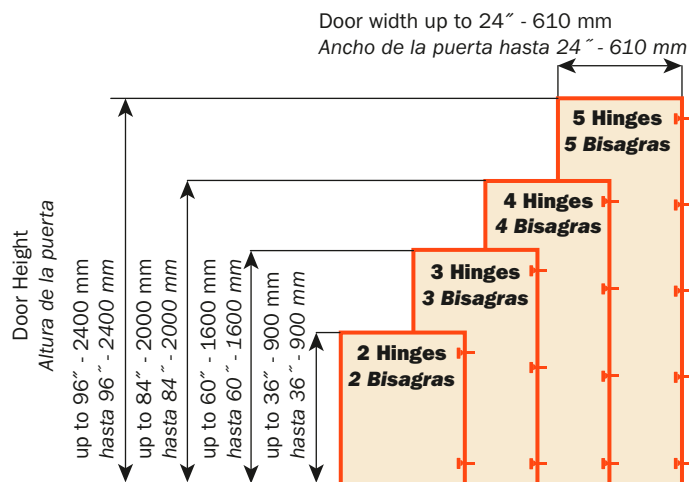 Door width up to 24″ - 610 mm
Ancho de la puerta hasta 24 ˝ - 610 mm
5 Hinges
5 Bisagras
4 Hinges
4 Bisagras
3 Hinges
3 Bisagras
2 Hinges
2 Bisagras
Door Height
Altura de la puerta
up to 96″ - 2400 mm
hasta 96 ˝ - 2400 mm
up to 84″ - 2000 mm
hasta 84 ˝ - 2000 mm
up to 60″ - 1600 mm
hasta 60 ˝ - 1600 mm
up to 36″ - 900 mm
hasta 36 ˝ - 900 mm